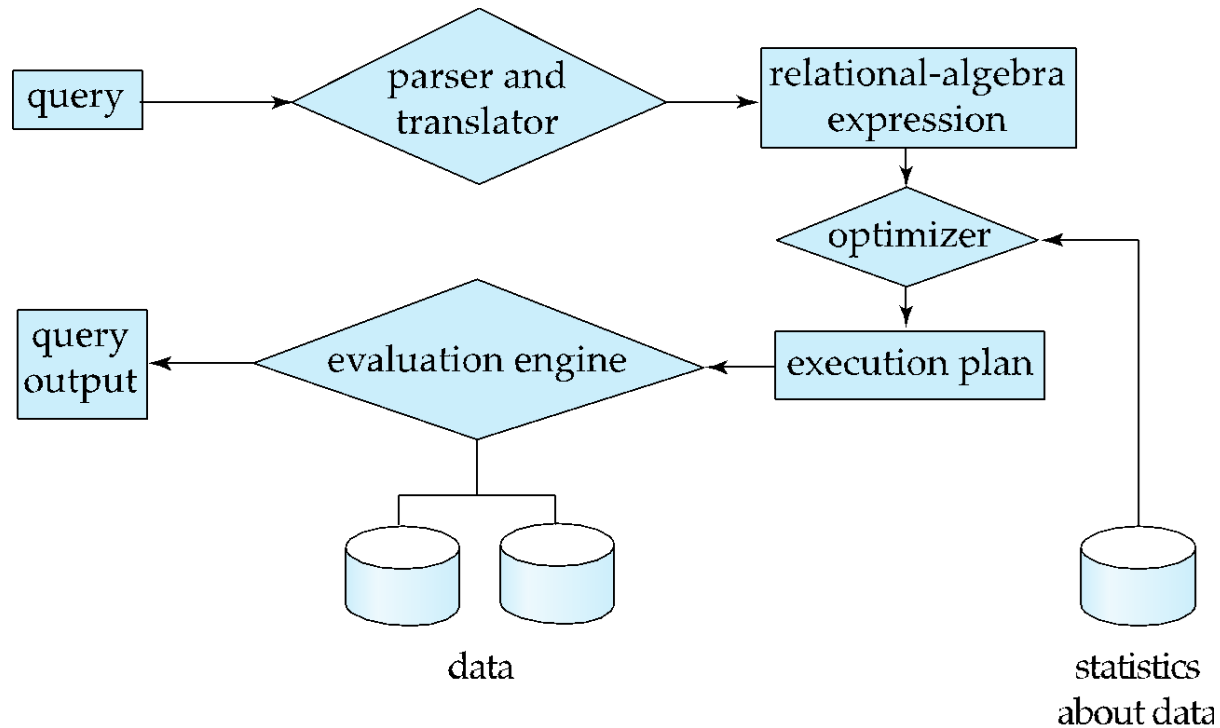 query
parser and
translator
relational-algebra
expression
optimizer
query
output
evaluation engine
execution plan
data
statistics
about data